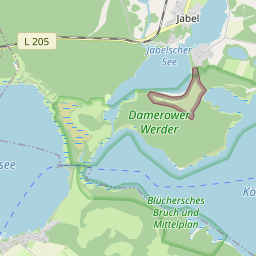 Jabel
L 205
Jabelscher
See
Damerower
Werder
see
Kö
Blüchersches
Bruch und
Mittelplan